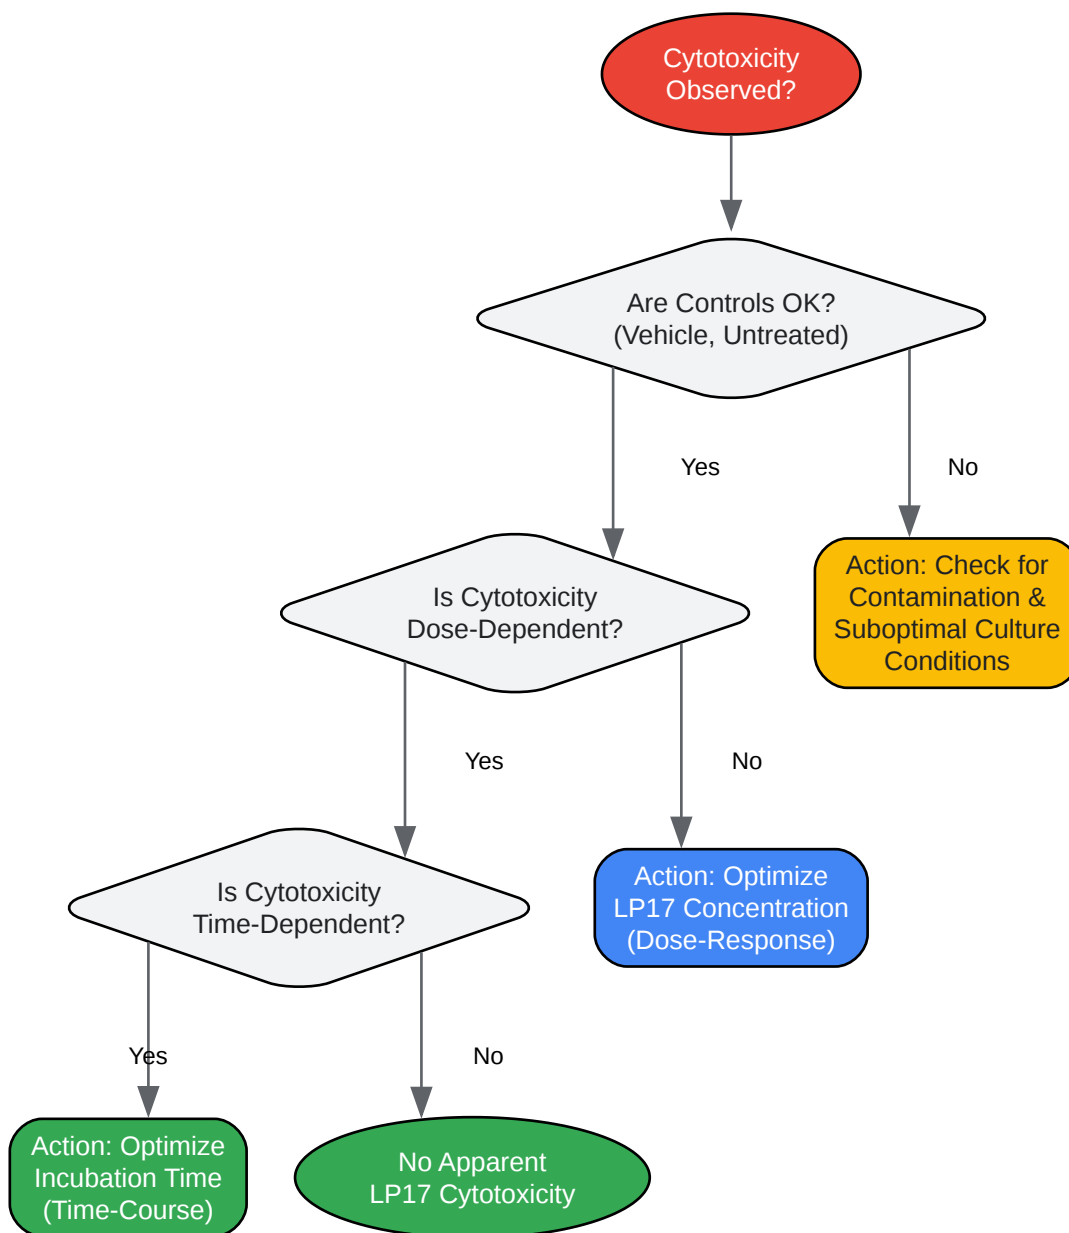 Cytotoxicity
Observed?
Are Controls OK?
(Vehicle, Untreated)
Yes
No
Is Cytotoxicity
Dose-Dependent?
Action: Check for
Contamination &
Suboptimal Culture
Conditions
Yes
No
Is Cytotoxicity
Time-Dependent?
Action: Optimize
LP17 Concentration
(Dose-Response)
Yes
No
Action: Optimize
Incubation Time
(Time-Course)
No Apparent
LP17 Cytotoxicity